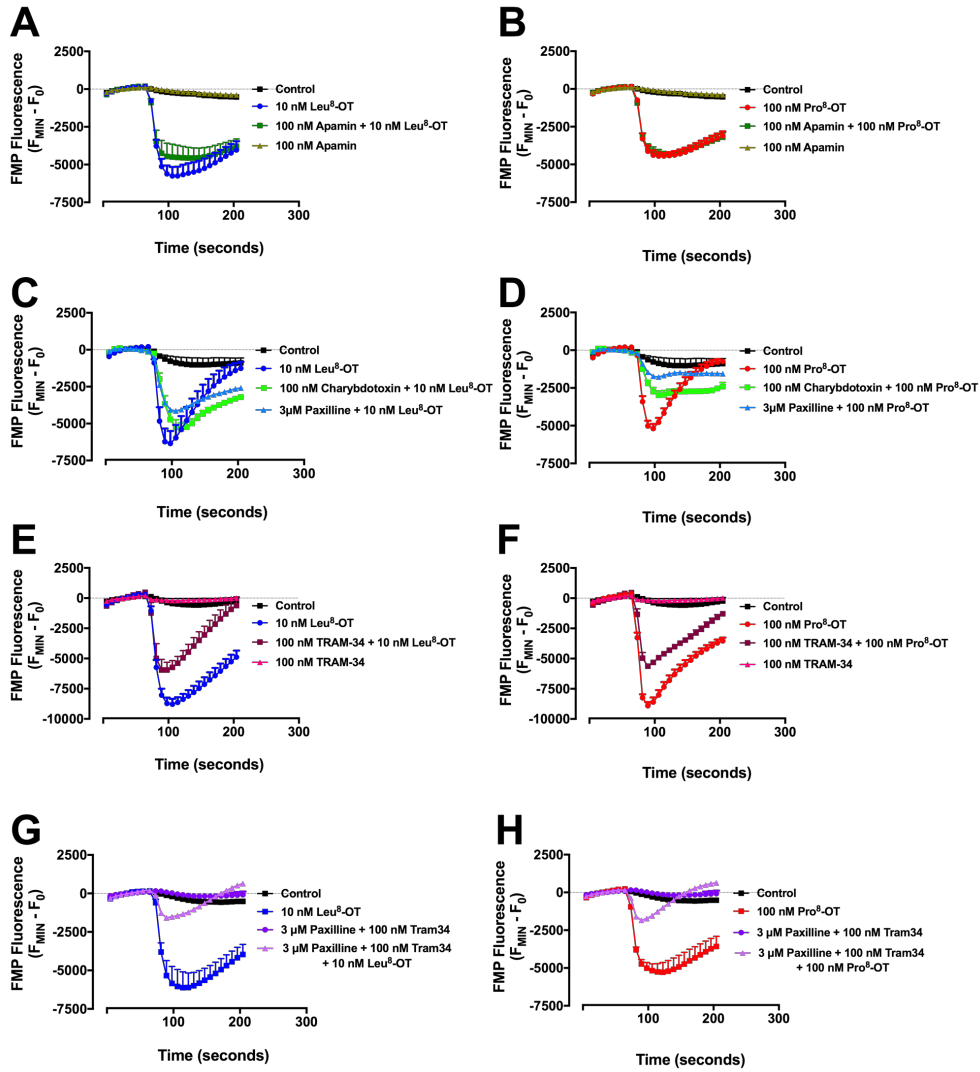 A
FMP Fluorescence
(FMIN - F0)
2500
0
-2500
-5000
-7500
100
200
300
Time (seconds)
Control
10 nM Leu8-OT
100 nM Apamin + 10 nM Leu8-OT
100 nM Apamin
B
FMP Fluorescence
(FMIN - F0)
2500
0
-2500
-5000
-7500
100
200
300
Time (seconds)
Control
100 nM Pro8-OT
100 nM Apamin + 100 nM Pro8-OT
100 nM Apamin
C
FMP Fluorescence
(FMIN - F0)
2500
0
-2500
-5000
-7500
100
200
300
Time (seconds)
Control
10 nM Leu8-OT
100 nM Charybdotoxin + 10 nM Leu8-OT
3µM Paxilline + 10 nM Leu8-OT
D
FMP Fluorescence
(FMIN - F0)
2500
0
-2500
-5000
-7500
100
200
300
Time (seconds)
Control
100 nM Pro8-OT
100 nM Charybdotoxin + 100 nM Pro8-OT
3µM Paxilline + 100 nM Pro8-OT
E
FMP Fluorescence
(FMIN - F0)
2500
0
-2500
-5000
-7500
-10000
100
200
300
Time (seconds)
Control
10 nM Leu8-OT
100 nM TRAM-34 + 10 nM Leu8-OT
100 nM TRAM-34
F
FMP Fluorescence
(FMIN - F0)
2500
0
-2500
-5000
-7500
-10000
100
200
300
Time (seconds)
Control
100 nM Pro8-OT
100 nM TRAM-34 + 100 nM Pro8-OT
100 nM TRAM-34
G
FMP Fluorescence
(FMIN - F0)
2500
0
-2500
-5000
-7500
100
200
300
Time (seconds)
Control
10 nM Leu8-OT
3 µM Paxilline + 100 nM Tram34
3 µM Paxilline + 100 nM Tram34
+ 10 nM Leu8-OT
H
FMP Fluorescence
(FMIN - F0)
2500
0
-2500
-5000
-7500
100
200
300
Time (seconds)
Control
100 nM Pro8-OT
3 µM Paxilline + 100 nM Tram34
3 µM Paxilline + 100 nM Tram34
+ 100 nM Pro8-OT